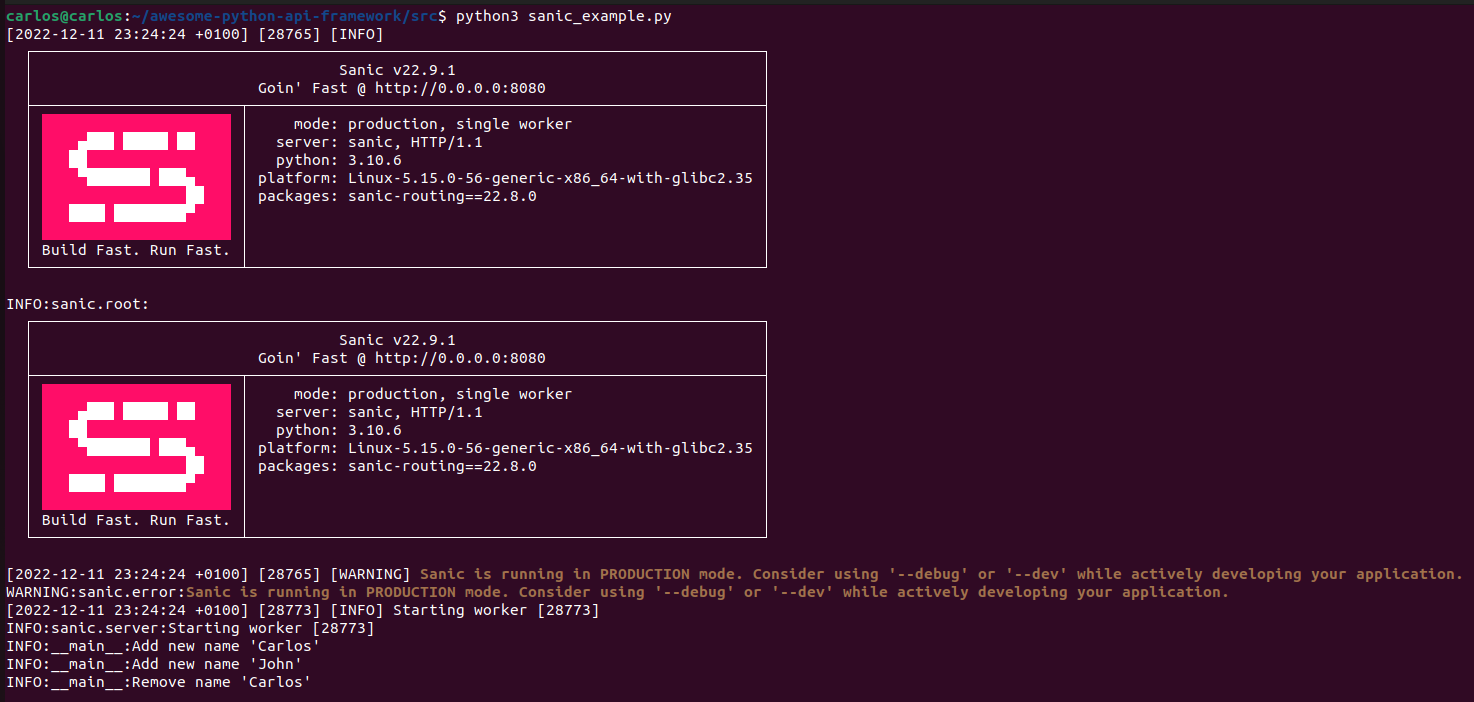 carlos@carlos:~/awesome-python-api-framework/src$ python3 sanic_example.py
[2022-12-11 23:24:24 +0100] [28765] [INFO]
Sanic v22.9.1
Goin' Fast @ http://0.0.0.0:8080
mode: production, single worker
server: sanic, HTTP/1.1
python: 3.10.6
platform: Linux-5.15.0-56-generic-x86_64-with-glibc2.35
packages: sanic-routing==22.8.0
Build Fast. Run Fast.
INFO:sanic.root:
Sanic v22.9.1
Goin' Fast @ http://0.0.0.0:8080
mode: production, single worker
server: sanic, HTTP/1.1
python: 3.10.6
platform: Linux-5.15.0-56-generic-x86_64-with-glibc2.35
packages: sanic-routing==22.8.0
Build Fast. Run Fast.
[2022-12-11 23:24:24 +0100] [28765] [WARNING] Sanic is running in PRODUCTION mode. Consider using '--debug' or '--dev' while actively developing your application.
WARNING:sanic.error:Sanic is running in PRODUCTION mode. Consider using '--debug' or '--dev' while actively developing your application.
[2022-12-11 23:24:24 +0100] [28773] [INFO] Starting worker [28773]
INFO:sanic.server:Starting worker [28773]
INFO:__main__:Add new name 'Carlos'
INFO:__main__:Add new name 'John'
INFO:__main__:Remove name 'Carlos'